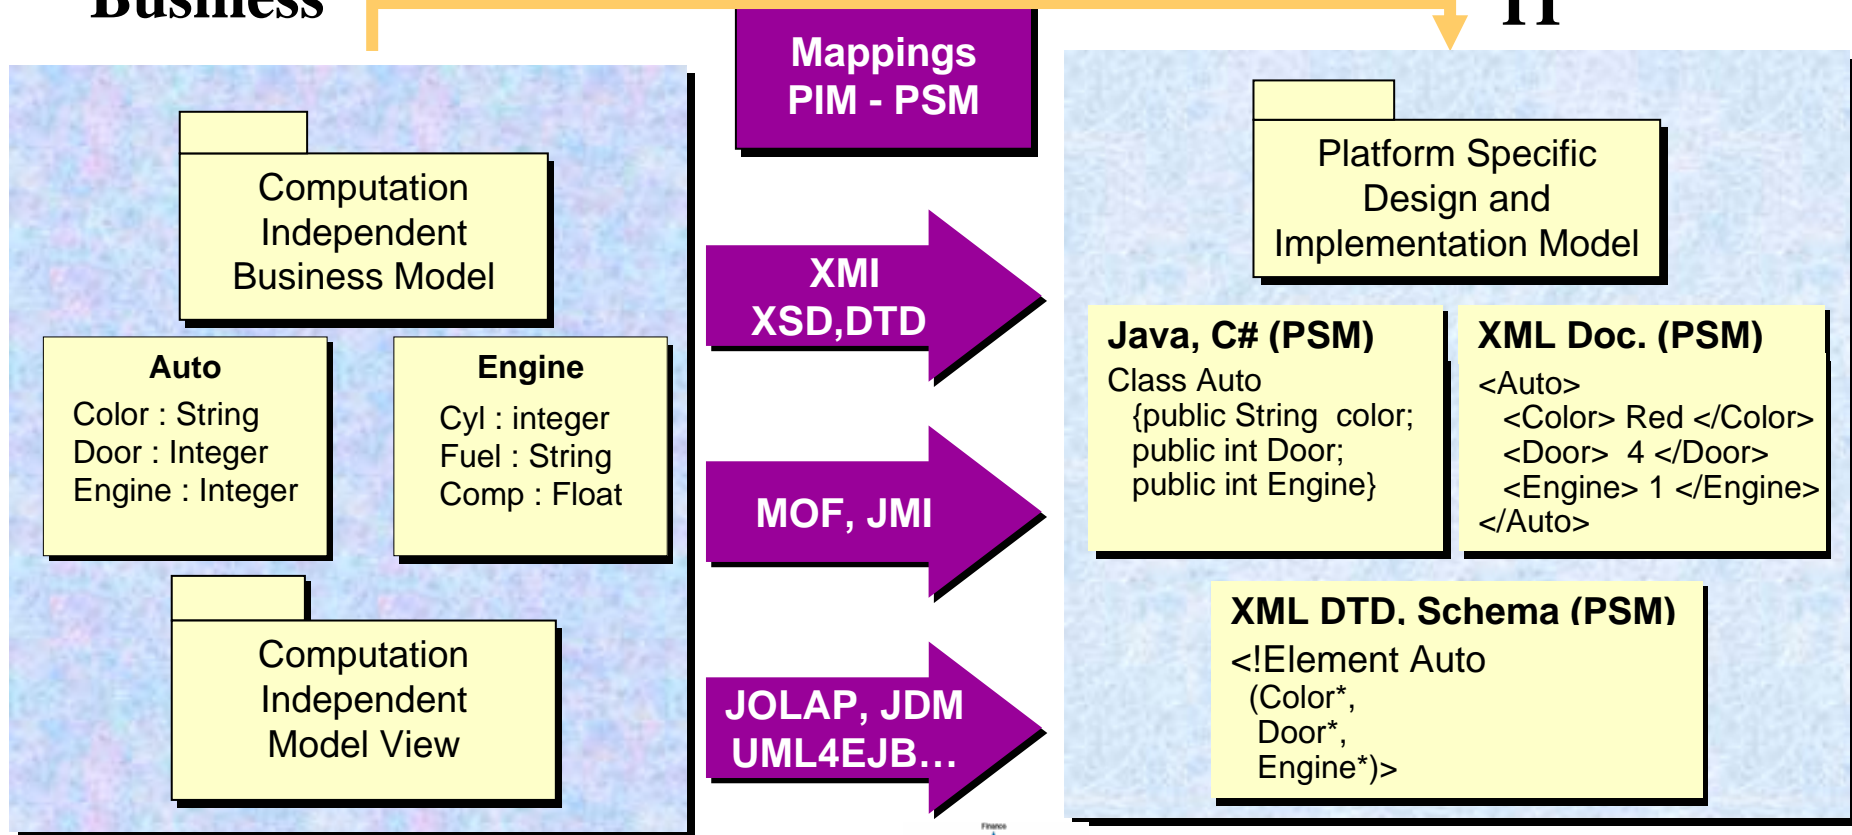 Business
IT
Mappings
PIM - PSM
Computation
Independent
Business Model
Auto
Color : String
Door : Integer
Engine : Integer
Engine
Cyl : integer
Fuel : String
Comp : Float
Computation
Independent
Model View
XMI
XSD,DTD
MOF, JMI
JOLAP, JDM
UML4EJB…
Platform Specific
Design and
Implementation Model
Java, C# (PSM)
Class Auto
{public String color;
public int Door;
public int Engine}
XML Doc. (PSM)
<Auto>
<Color> Red </Color>
<Door> 4 </Door>
<Engine> 1 </Engine>
</Auto>
XML DTD, Schema (PSM)
<!Element Auto
(Color*,
Door*,
Engine*)>
Finance